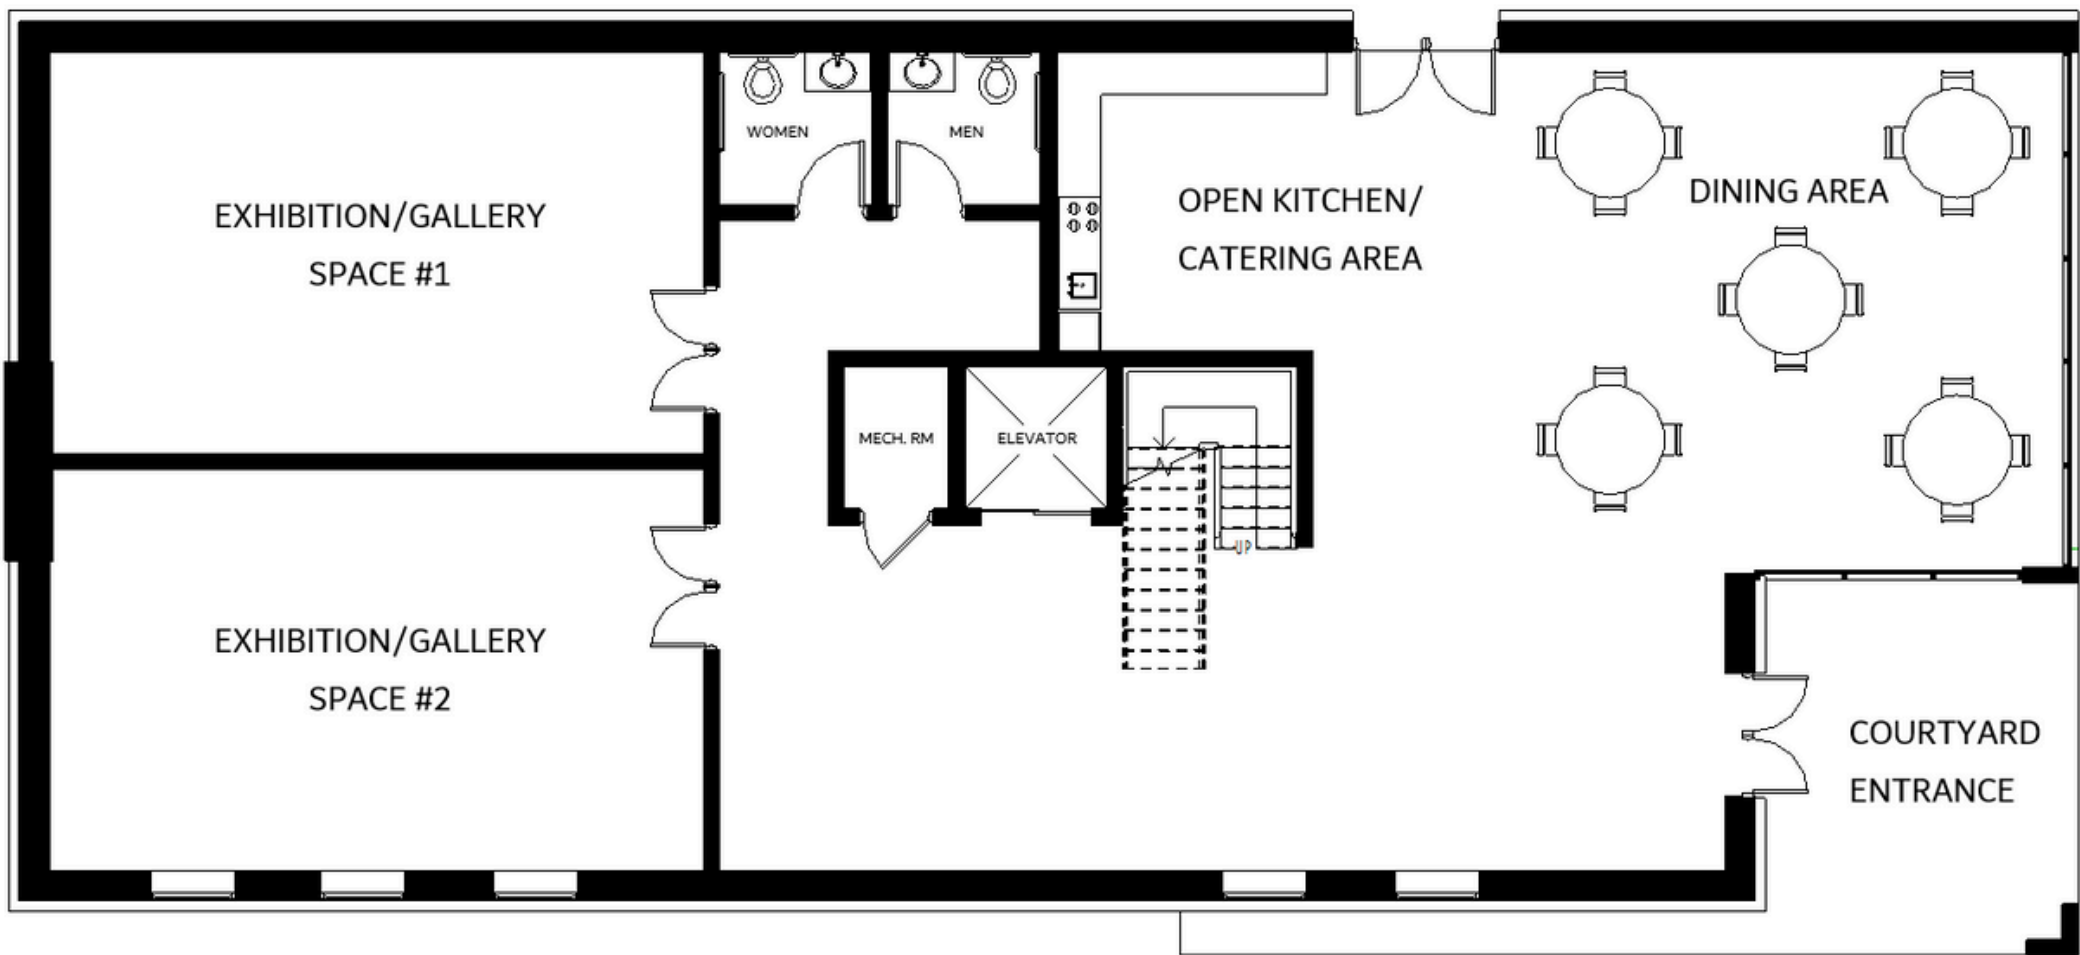 WOMEN
MEN
EXHIBITION/GALLERY
SPACE #1
OPEN KITCHEN/
CATERING AREA
DINING AREA
MECH. RM
ELEVATOR
UP
EXHIBITION/GALLERY
SPACE #2
COURTYARD
ENTRANCE